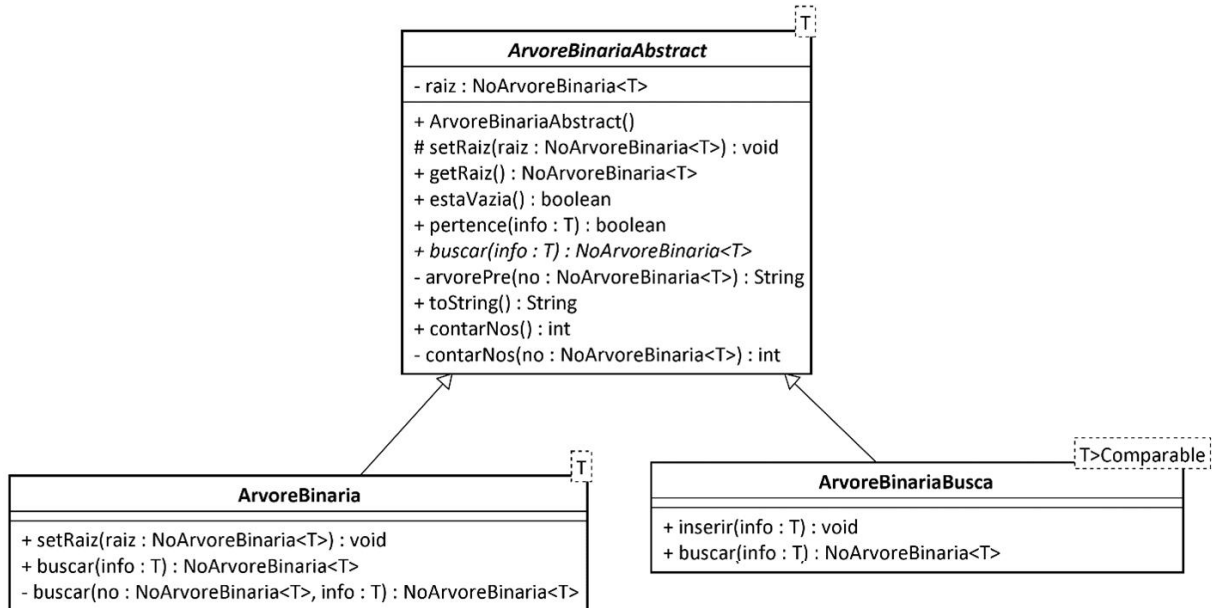 T
ArvoreBinariaAbstract
- raiz : NoArvoreBinaria<T>
+ ArvoreBinariaAbstract()
# setRaiz(raiz : NoArvoreBinaria<T>) : void
+ getRaiz() : NoArvoreBinaria<T>
+ estaVazia() : boolean
+ pertence(info : T) : boolean
+ buscar(info : T) : NoArvoreBinaria<T>
- arvorePre(no : NoArvoreBinaria<T>) : String
+ toString() : String
+ contarNos() : int
- contarNos(no : NoArvoreBinaria<T>) : int
T
ArvoreBinaria
+ setRaiz(raiz : NoArvoreBinaria<T>) : void
+ buscar(info : T) : NoArvoreBinaria<T>
- buscar(no : NoArvoreBinaria<T>, info : T) : NoArvoreBinaria<T>
T>Comparable
ArvoreBinariaBusca
+ inserir(info : T) : void
+ buscar(info : T) : NoArvoreBinaria<T>